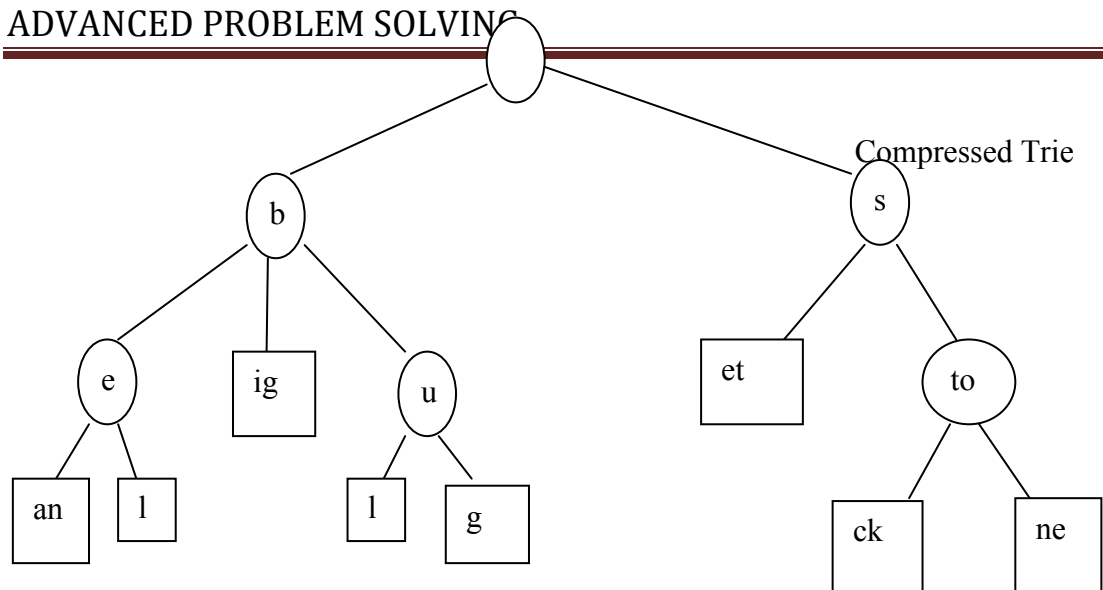 ADVANCED PROBLEM SOLVING
Compressed Trie
b
s
e
ig
u
et
to
an
l
l
g
ck
ne